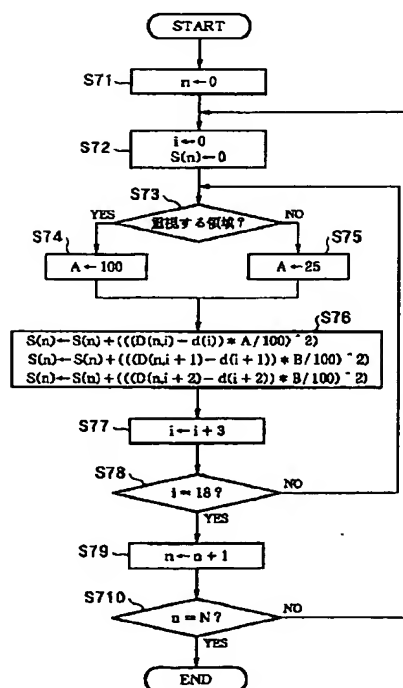 START
S71
n←0
S72
i←0
S(n)←0
S73
重視する領域?
YES
NO
S74
A←100
S75
A←25
S76
S(n)←S(n)+(((D(n,i)-d(i))*A/100)^2)
S(n)←S(n)+(((D(n,i+1)-d(i+1))*B/100)^2)
S(n)←S(n)+(((D(n,i+2)-d(i+2))*B/100)^2)
S77
i←i+3
S78
i=18?
NO
YES
S79
n←n+1
S710
n=N?
NO
YES
END